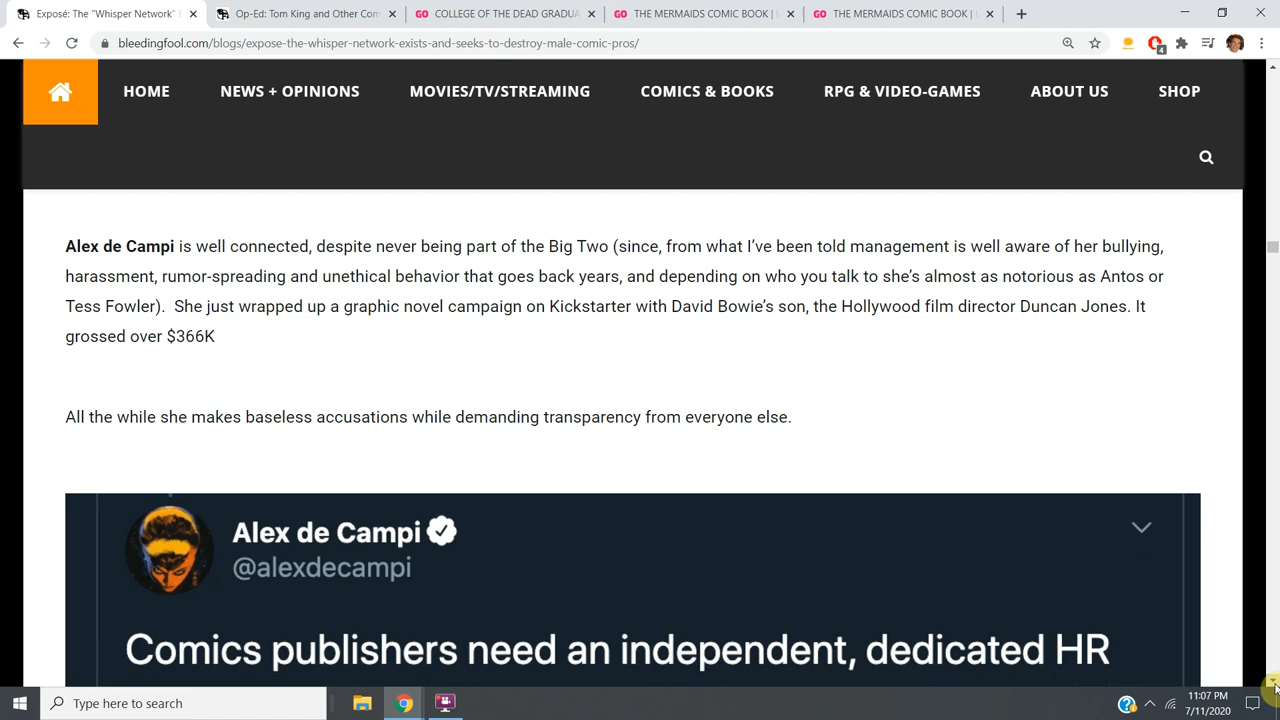 Exposé: The "Whisper Network" E
Op-Ed: Tom King and Other Com
COLLEGE OF THE DEAD GRADUA
THE MERMAIDS COMIC BOOK | I
THE MERMAIDS COMIC BOOK | I
bleedingfool.com/blogs/expose-the-whisper-network-exists-and-seeks-to-destroy-male-comic-pros/
4
HOME NEWS + OPINIONS MOVIES/TV/STREAMING COMICS & BOOKS RPG & VIDEO-GAMES ABOUT US SHOP
Alex de Campi is well connected, despite never being part of the Big Two (since, from what I've been told management is well aware of her bullying,
harassment, rumor-spreading and unethical behavior that goes back years, and depending on who you talk to she's almost as notorious as Antos or
Tess Fowler). She just wrapped up a graphic novel campaign on Kickstarter with David Bowie's son, the Hollywood film director Duncan Jones. It
grossed over $366K
All the while she makes baseless accusations while demanding transparency from everyone else.
Alex de Campi
@alexdecampi
Comics publishers need an independent, dedicated HR
Type here to search
11:07 PM
7/11/2020